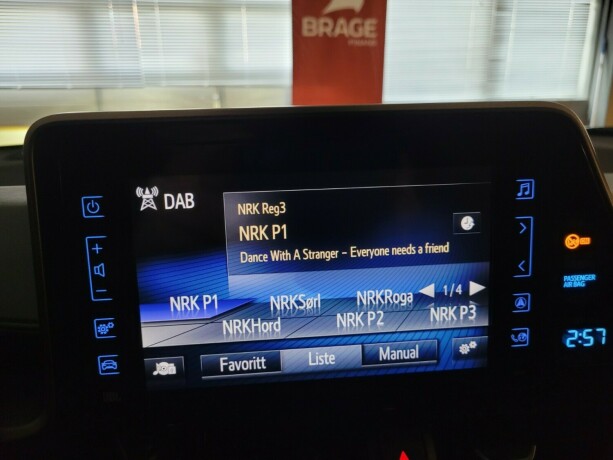 BRAGE
DAB
NRK Reg3
NRK P1
Dance With A Stranger – Everyone needs a friend
NRK P1
NRKSørl
NRKRoga
1/4
NRKHord
NRK P2
NRK P3
Favoritt
Liste
Manual
PASSENGER
AIR BAG
2:57